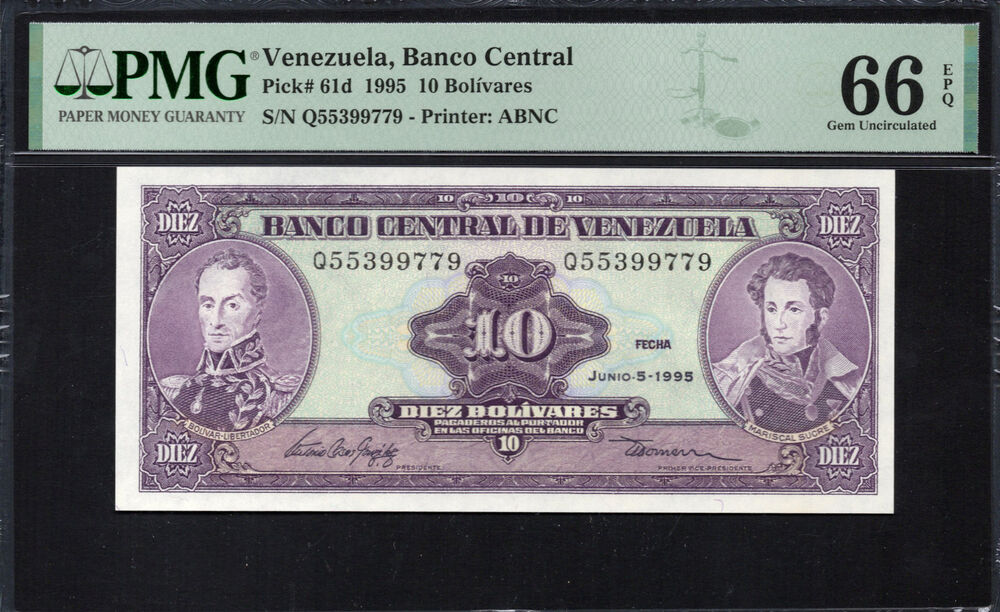 PMG®
PAPER MONEY GUARANTY
Venezuela, Banco Central
Pick# 61d 1995 10 Bolívares
S/N Q55399779 - Printer: ABNC
66 EPQ
Gem Uncirculated
10 10 10
DIEZ DIEZ
BANCO CENTRAL DE VENEZUELA
Q55399779 Q55399779
10
10
FECHA
JUNIO-5-1995
DIEZ BOLÍVARES
PAGADEROS AL PORTADOR
EN LAS OFICINAS DEL BANCO
BOLÍVAR-LIBERTADOR
MARISCAL SUCRE
DIEZ 10 DIEZ
PRESIDENTE PRIMER VICE-PRESIDENTE